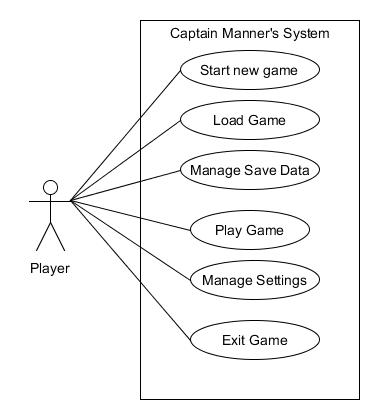 Captain Manner's System
Start new game
Load Game
Manage Save Data
Play Game
Player
Manage Settings
Exit Game